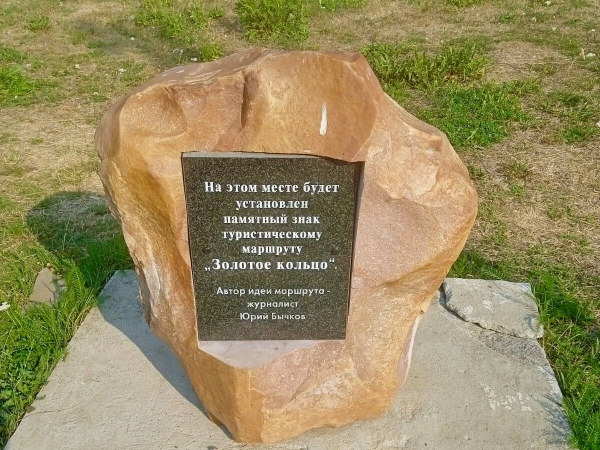 На этом месте будет
установлен
памятный знак
туристическому
маршруту
„Золотое кольцо“.
Автор идеи маршрута -
журналист
Юрий Бычков